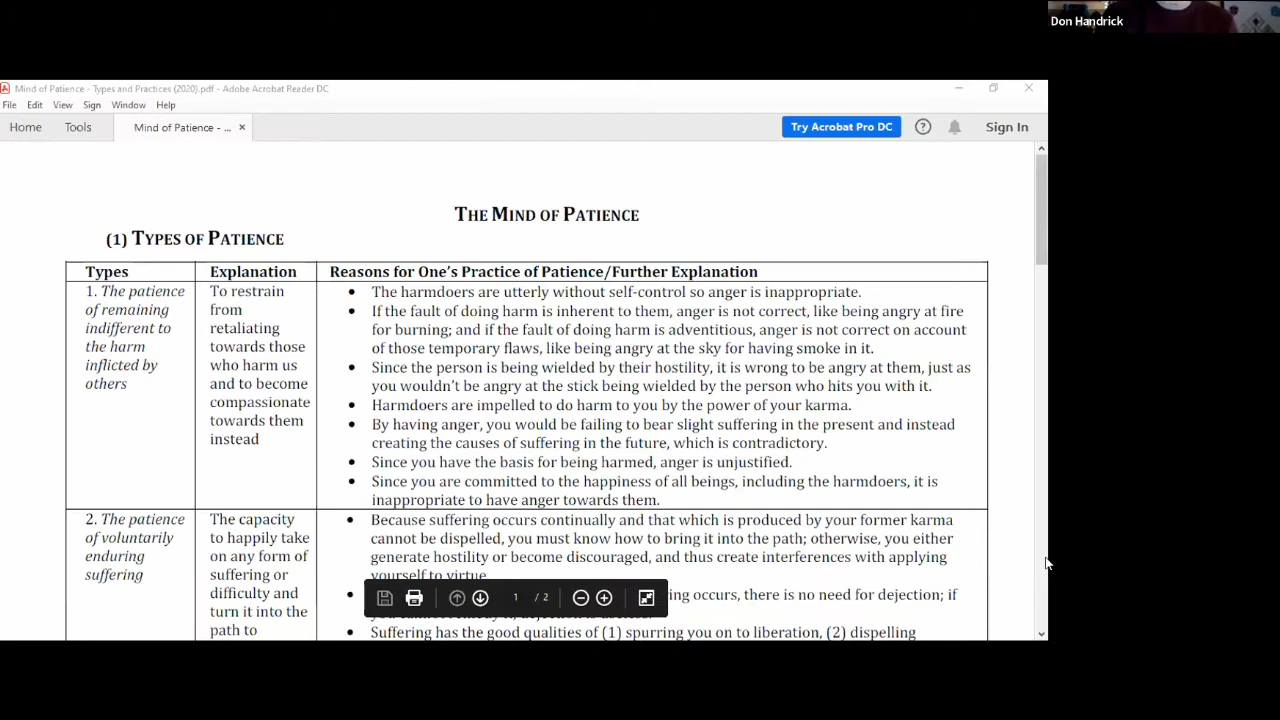 Don Handrick
Mind of Patience - Types and Practices (2020).pdf - Adobe Acrobat Reader DC
File Edit View Sign Window Help
Home Tools Mind of Patience - ... × Try Acrobat Pro DC ? Sign In
THE MIND OF PATIENCE
(1) TYPES OF PATIENCE
Types Explanation Reasons for One's Practice of Patience/Further Explanation
1. The patience
of remaining
indifferent to
the harm
inflicted by
others
To restrain
from
retaliating
towards those
who harm us
and to become
compassionate
towards them
instead
• The harmdoers are utterly without self-control so anger is inappropriate.
• If the fault of doing harm is inherent to them, anger is not correct, like being angry at fire
for burning; and if the fault of doing harm is adventitious, anger is not correct on account
of those temporary flaws, like being angry at the sky for having smoke in it.
• Since the person is being wielded by their hostility, it is wrong to be angry at them, just as
you wouldn't be angry at the stick being wielded by the person who hits you with it.
• Harmdoers are impelled to do harm to you by the power of your karma.
• By having anger, you would be failing to bear slight suffering in the present and instead
creating the causes of suffering in the future, which is contradictory.
• Since you have the basis for being harmed, anger is unjustified.
• Since you are committed to the happiness of all beings, including the harmdoers, it is
inappropriate to have anger towards them.
2. The patience
of voluntarily
enduring
suffering
The capacity
to happily take
on any form of
suffering or
difficulty and
turn it into the
path to
• Because suffering occurs continually and that which is produced by your former karma
cannot be dispelled, you must know how to bring it into the path; otherwise, you either
generate hostility or become discouraged, and thus create interferences with applying
yourself to virtue.
• occurs, there is no need for dejection; if
• Suffering has the good qualities of (1) spurring you on to liberation, (2) dispelling
1 / 2